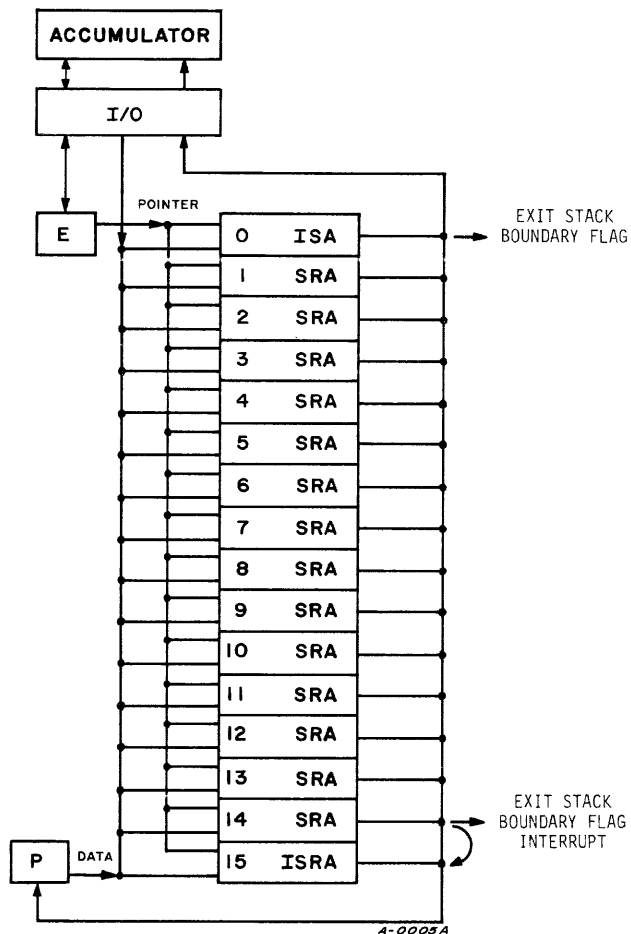 ACCUMULATOR
I/O
POINTER
E
0 ISA
EXIT STACK
BOUNDARY FLAG
1 SRA
2 SRA
3 SRA
4 SRA
5 SRA
6 SRA
7 SRA
8 SRA
9 SRA
10 SRA
11 SRA
12 SRA
13 SRA
14 SRA
EXIT STACK
BOUNDARY FLAG
INTERRUPT
P
DATA
15 ISRA
A-0005A